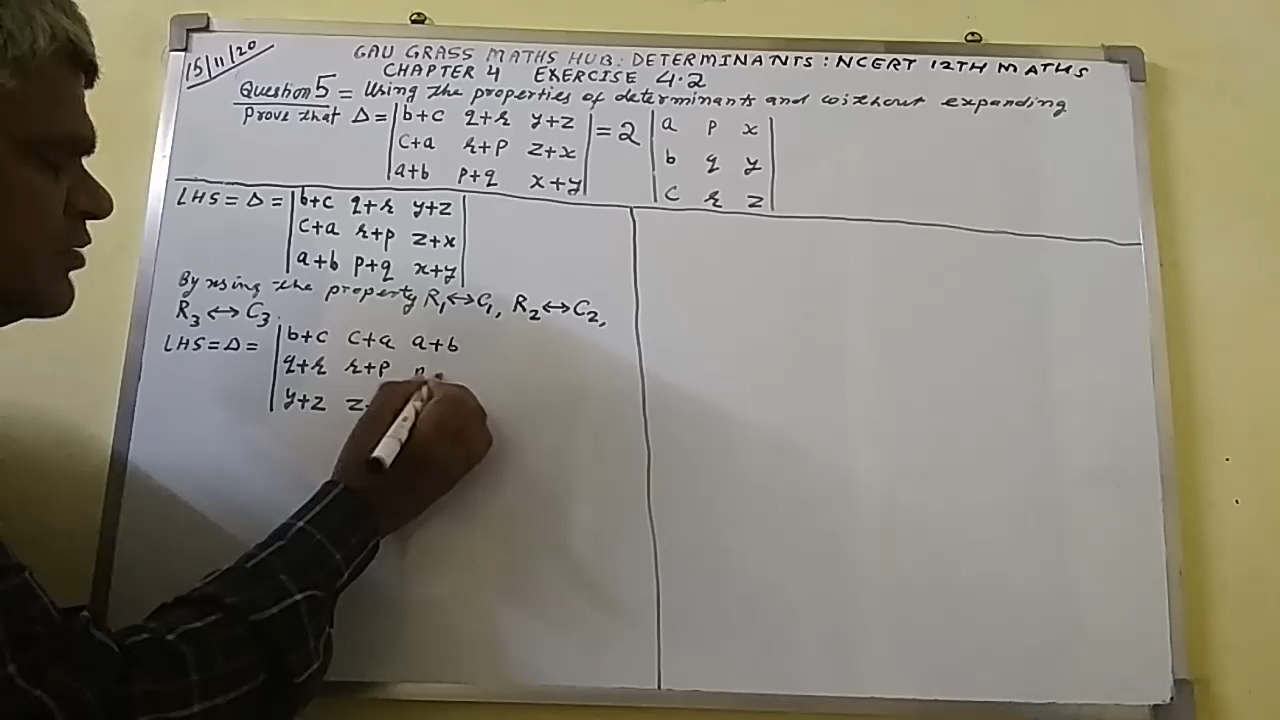 15/11/20
GAU GRASS MATHS HUB: DETERMINANTS: NCERT 12TH MATHS
CHAPTER 4 EXERCISE 4.2
Question 5 = Using the properties of determinants and without expanding
Prove that Δ = | b+c q+r y+z | = 2 | a p x |
| c+a r+p z+x | | b q y |
| a+b p+q x+y | | c r z |
LHS = Δ = | b+c q+r y+z |
| c+a r+p z+x |
| a+b p+q x+y |
By using the property R₁↔C₁, R₂↔C₂,
R₃↔C₃.
LHS = Δ = | b+c c+a a+b
| q+r r+p
| y+z